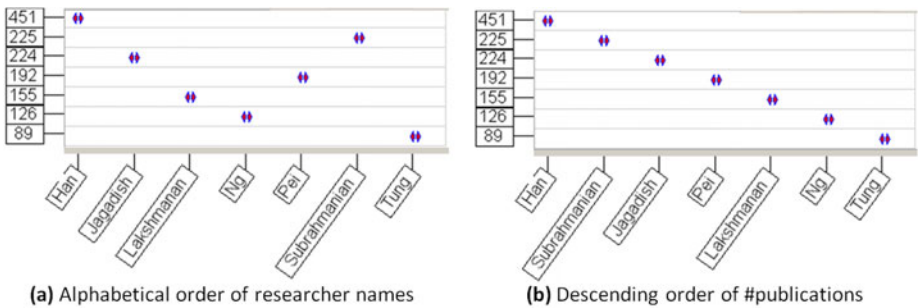 451
225
224
192
155
126
89
Han
Jagadish
Lakshmanan
Ng
Pei
Subrahmanian
Tung
(a) Alphabetical order of researcher names
451
225
224
192
155
126
89
Han
Subrahmanian
Jagadish
Pei
Lakshmanan
Ng
Tung
(b) Descending order of #publications